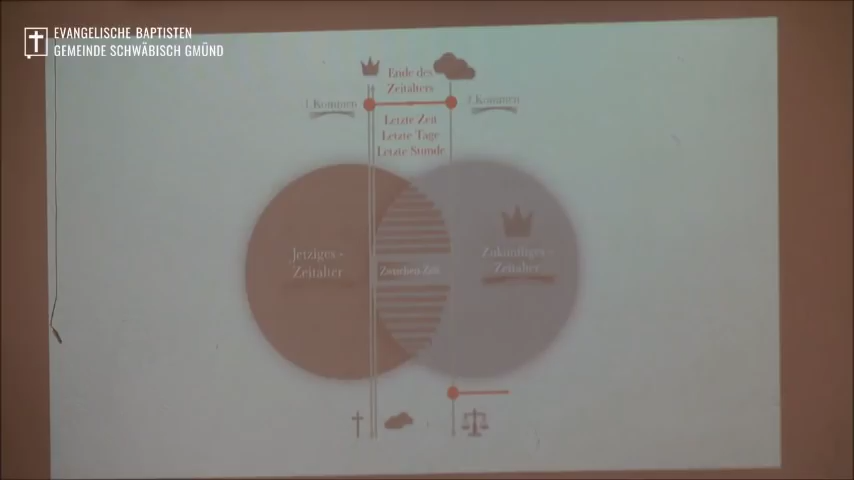 EVANGELISCHE BAPTISTEN
GEMEINDE SCHWÄBISCH GMÜND
Ende des
Zeitalters
1.Kommen
2.Kommen
Letzte Zeit
Letzte Tage
Letzte Stunde
Jetziges -
Zeitalter
Zwischen Zeit
Zukünftiges -
Zeitalter